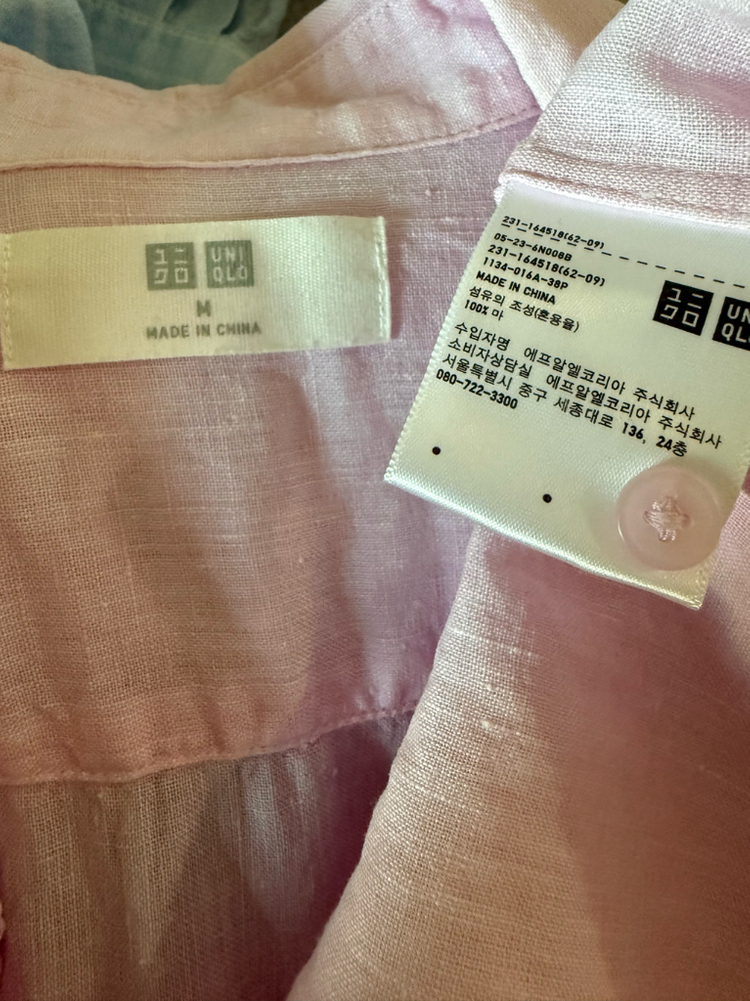 ユニ
クロ
UNI
QLO
M
MADE IN CHINA
231-164518(62-09)
05-23-6N008B
231-164518(62-09)
1134-016A-38P
MADE IN CHINA
섬유의 조성(혼용율)
100% 마
수입자명 에프알엘코리아 주식회사
소비자상담실 에프알엘코리아 주식회사
서울특별시 중구 세종대로 136, 24층
080-722-3300
ユニ
クロ
UN
QL